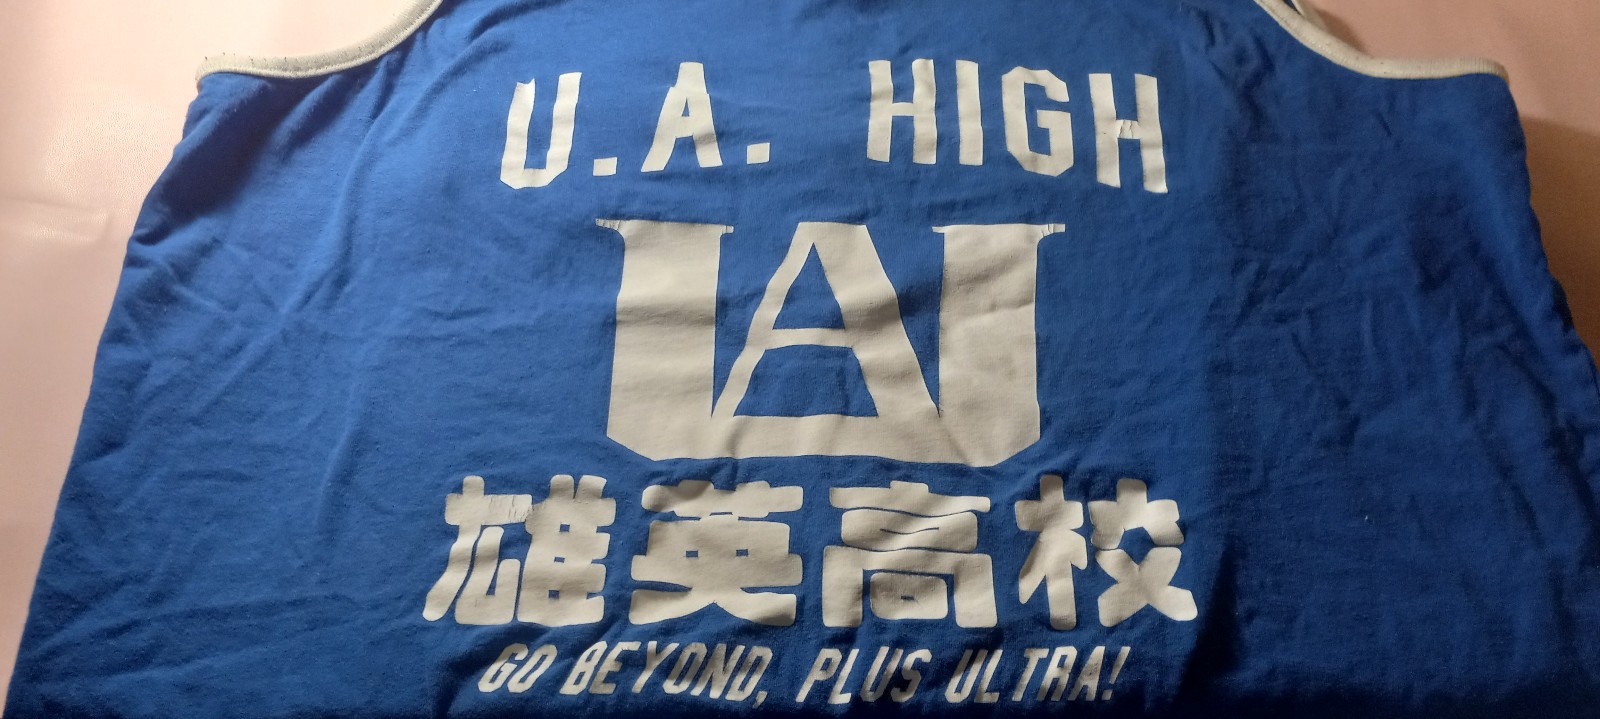 U.A. HIGH
UA
雄英高校
GO BEYOND, PLUS ULTRA!